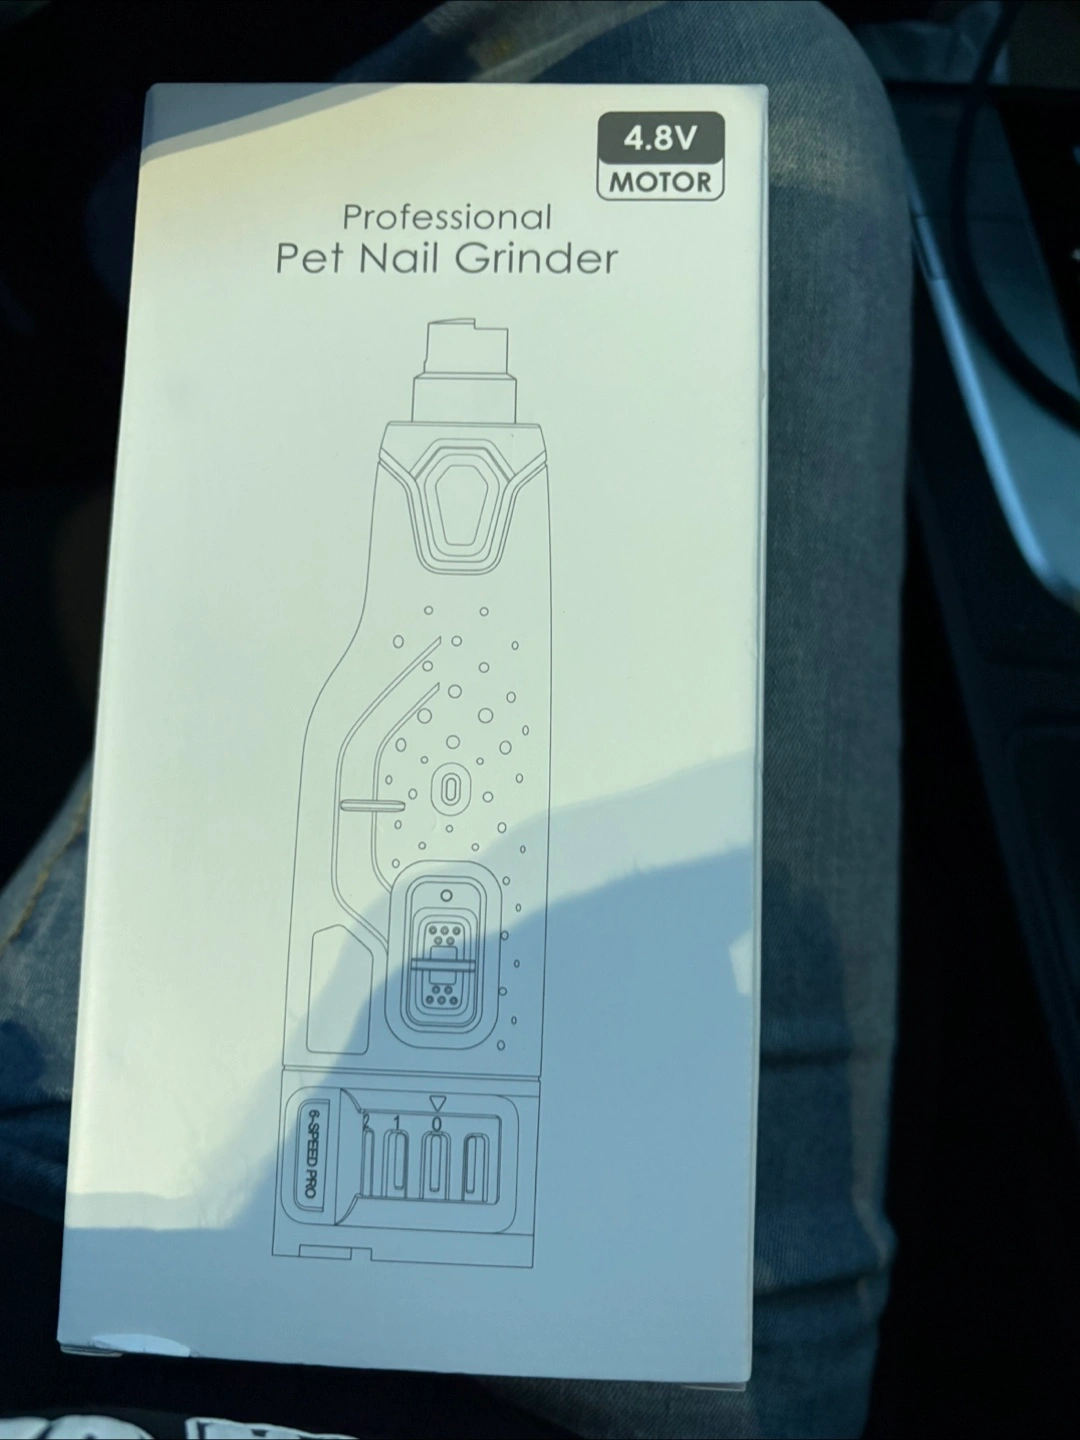 4.8V
MOTOR
Professional
Pet Nail Grinder
2 1 0
6-SPEED PRO